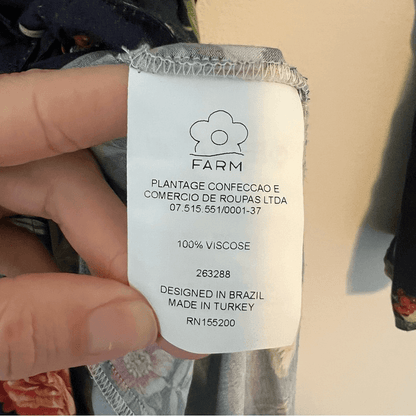 FARM
PLANTAGE CONFECCAO E
COMERCIO DE ROUPAS LTDA
07.515.551/0001-37
100% VISCOSE
263288
DESIGNED IN BRAZIL
MADE IN TURKEY
RN155200